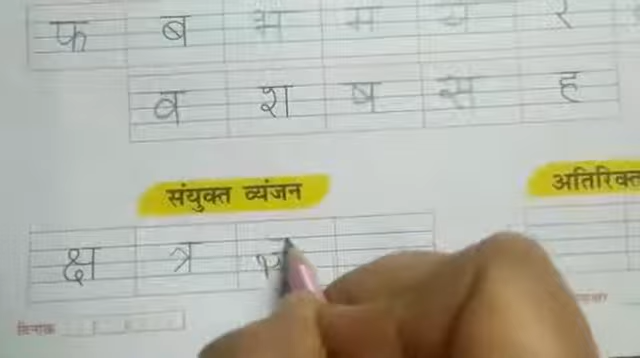 फ ब भ म य र
व श ष स ह
संयुक्त व्यंजन अतिरिक्त
क्ष त्र
दिनांक